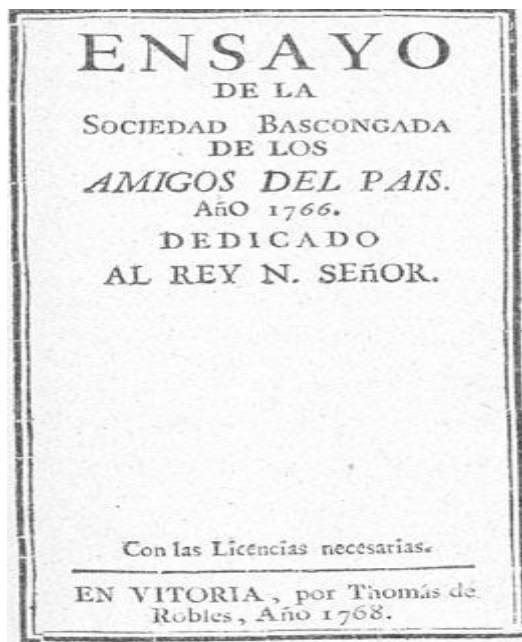 ENSAYO
DE LA
SOCIEDAD BASCONGADA
DE LOS
AMIGOS DEL PAIS.
AñO 1766.
DEDICADO
AL REY N. SEñOR.
Con las Licencias necesarias.
EN VITORIA, por Thomás de
Robles, Año 1768.